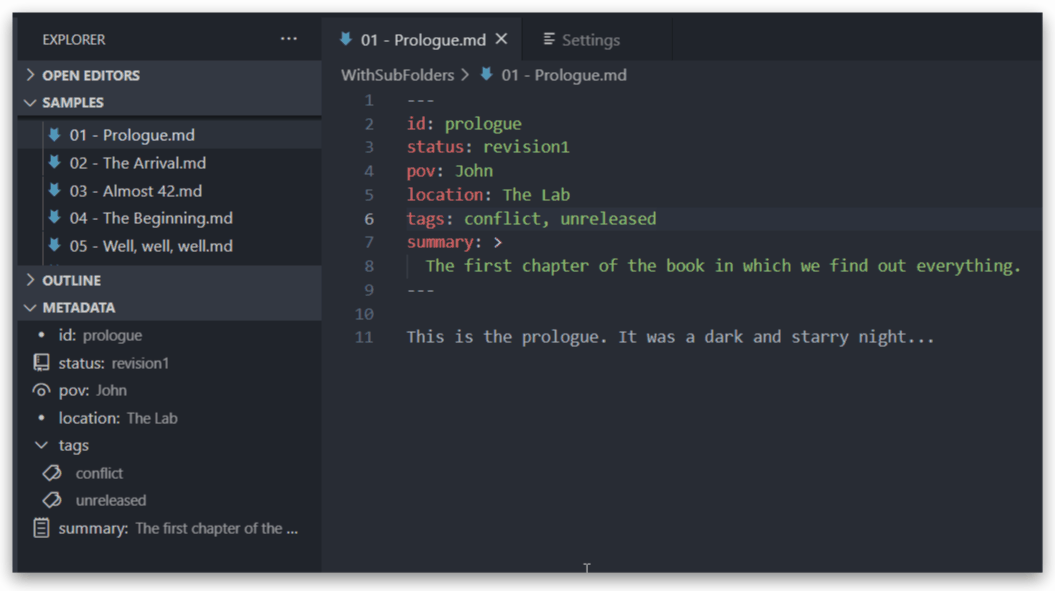 EXPLORER
...
OPEN EDITORS
SAMPLES
01 - Prologue.md
02 - The Arrival.md
03 - Almost 42.md
04 - The Beginning.md
05 - Well, well, well.md
OUTLINE
METADATA
id: prologue
status: revision1
pov: John
location: The Lab
tags
conflict
unreleased
summary: The first chapter of the ...
01 - Prologue.md
Settings
WithSubFolders > 01 - Prologue.md
1 ---
2 id: prologue
3 status: revision1
4 pov: John
5 location: The Lab
6 tags: conflict, unreleased
7 summary: >
8 The first chapter of the book in which we find out everything.
9 ---
10
11 This is the prologue. It was a dark and starry night...